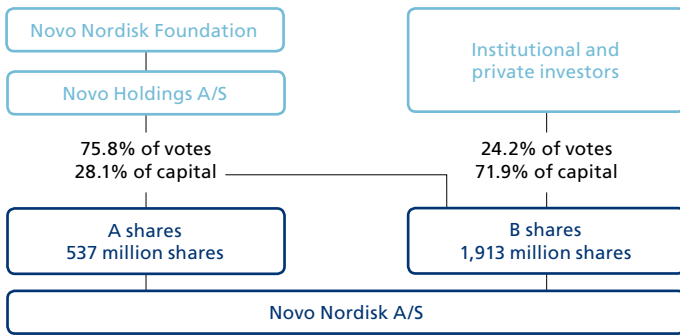 Novo Nordisk Foundation
Novo Holdings A/S
Institutional and
private investors
75.8% of votes
28.1% of capital
24.2% of votes
71.9% of capital
A shares
537 million shares
B shares
1,913 million shares
Novo Nordisk A/S